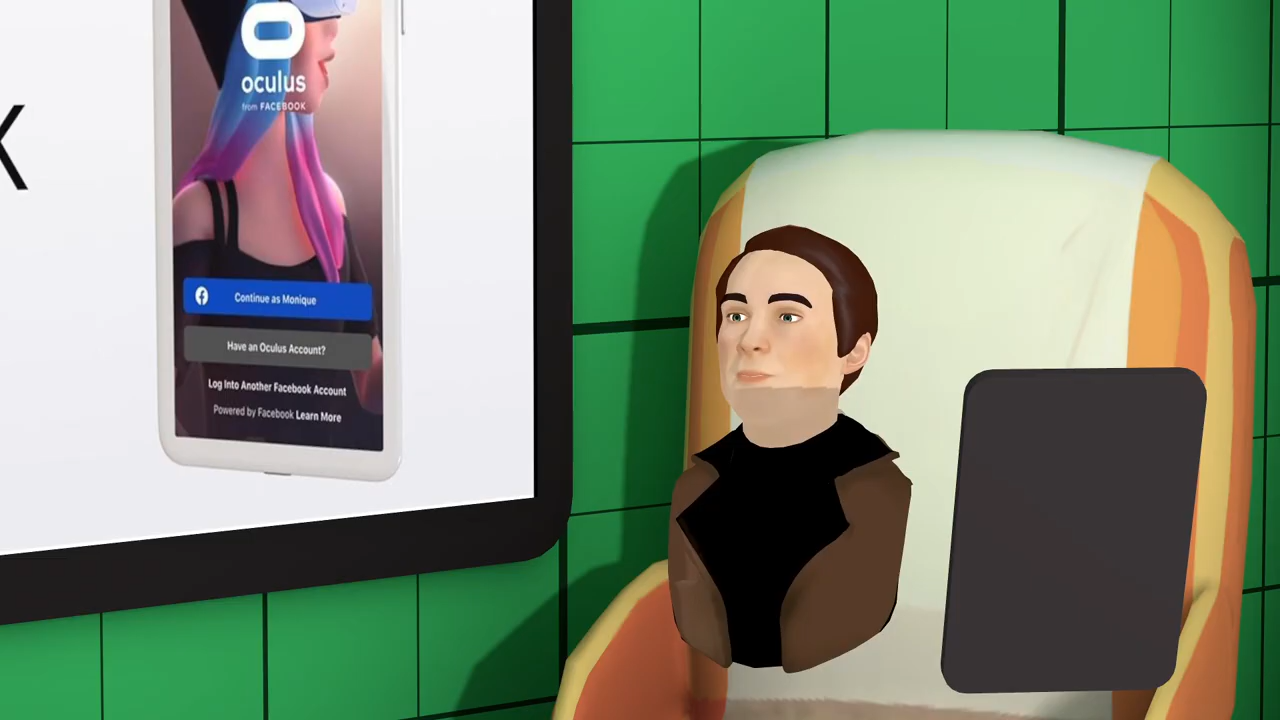 oculus
from FACEBOOK
Continue as Monique
Have an Oculus Account?
Log Into Another Facebook Account
Powered by Facebook Learn More